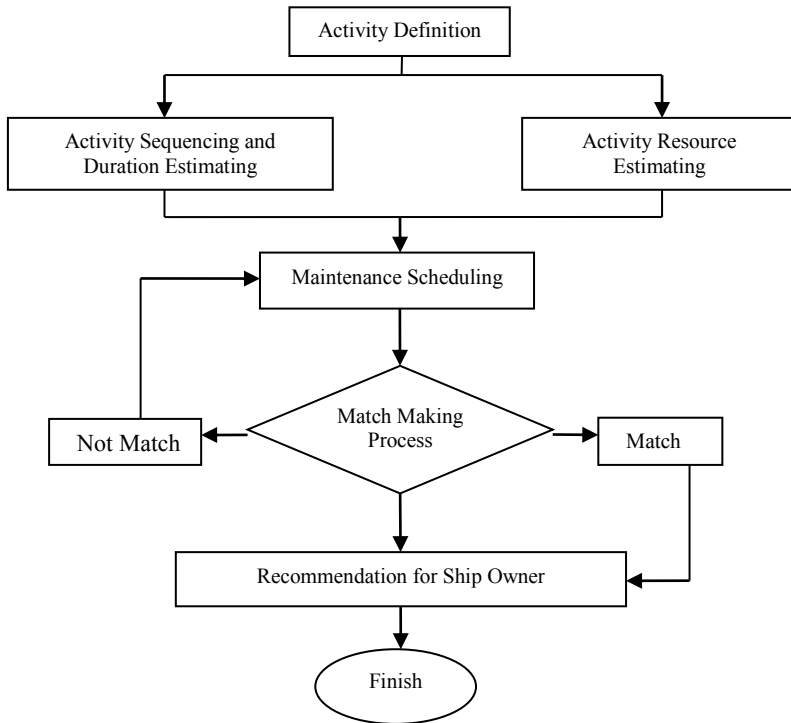 Activity Definition
Activity Sequencing and
Duration Estimating
Activity Resource
Estimating
Maintenance Scheduling
Match Making
Process
Not Match
Match
Recommendation for Ship Owner
Finish